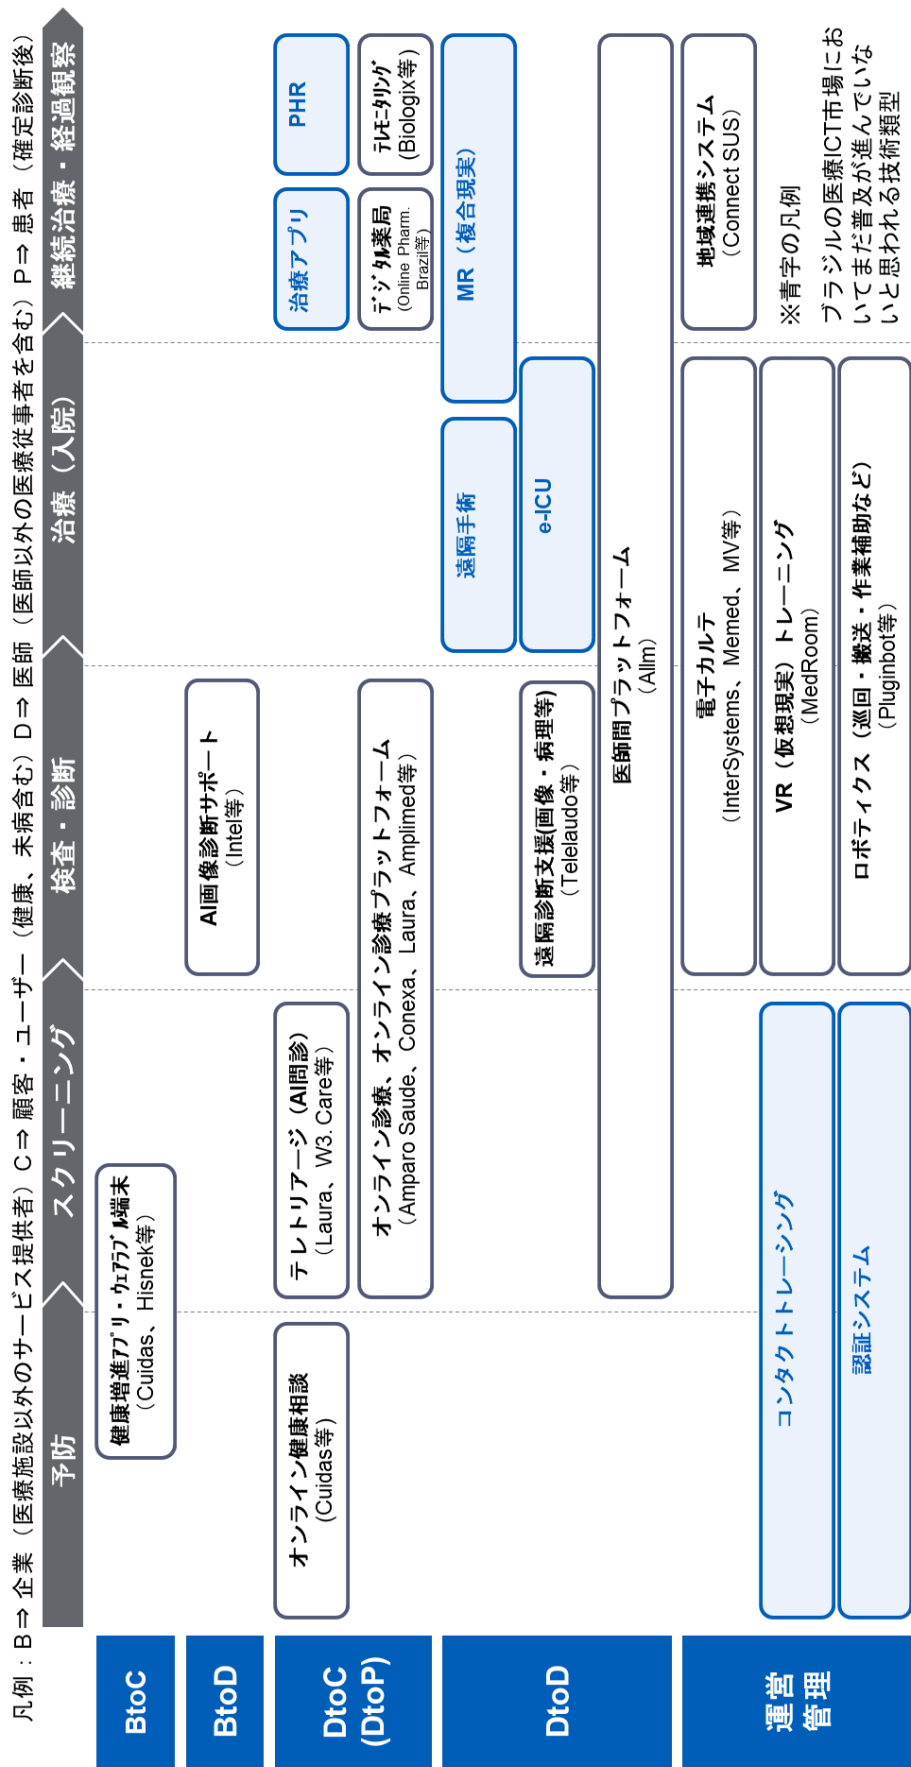 凡例：B⇒ 企業（医療施設以外のサービス提供者）C⇒ 顧客・ユーザー（健康、未病含む）D⇒ 医師（医師以外の医療従事者を含む）P⇒ 患者（確定診断後）
予防
スクリーニング
検査・診断
治療（入院）
継続治療・経過観察
BtoC
健康増進ｱﾌﾟﾘ・ｳｪｱﾗﾌﾞﾙ端末
（Cuidas、Hisnek等）
BtoD
AI画像診断サポート
（Intel等）
DtoC
(DtoP)
オンライン健康相談
(Cuidas等)
テレトリアージ（AI問診）
（Laura、W3. Care等）
治療アプリ
PHR
オンライン診療、オンライン診療プラットフォーム
（Amparo Saude、Conexa、Laura、Amplimed等）
ﾃﾞｼﾞﾀﾙ薬局
(Online Pharm.
Brazil等)
ﾃﾚﾓﾆﾀﾘﾝｸﾞ
(Biologix等)
DtoD
遠隔手術
MR（複合現実）
遠隔診断支援(画像・病理等)
（Telelaudo等）
e-ICU
医師間プラットフォーム
（Allm）
運営
管理
電子カルテ
（InterSystems、Memed、MV等）
地域連携システム
（Connect SUS）
コンタクトトレーシング
VR（仮想現実）トレーニング
（MedRoom）
認証システム
ロボティクス（巡回・搬送・作業補助など）
（Pluginbot等）
※青字の凡例
ブラジルの医療ICT市場にお
いてまだ普及が進んでいな
いと思われる技術類型